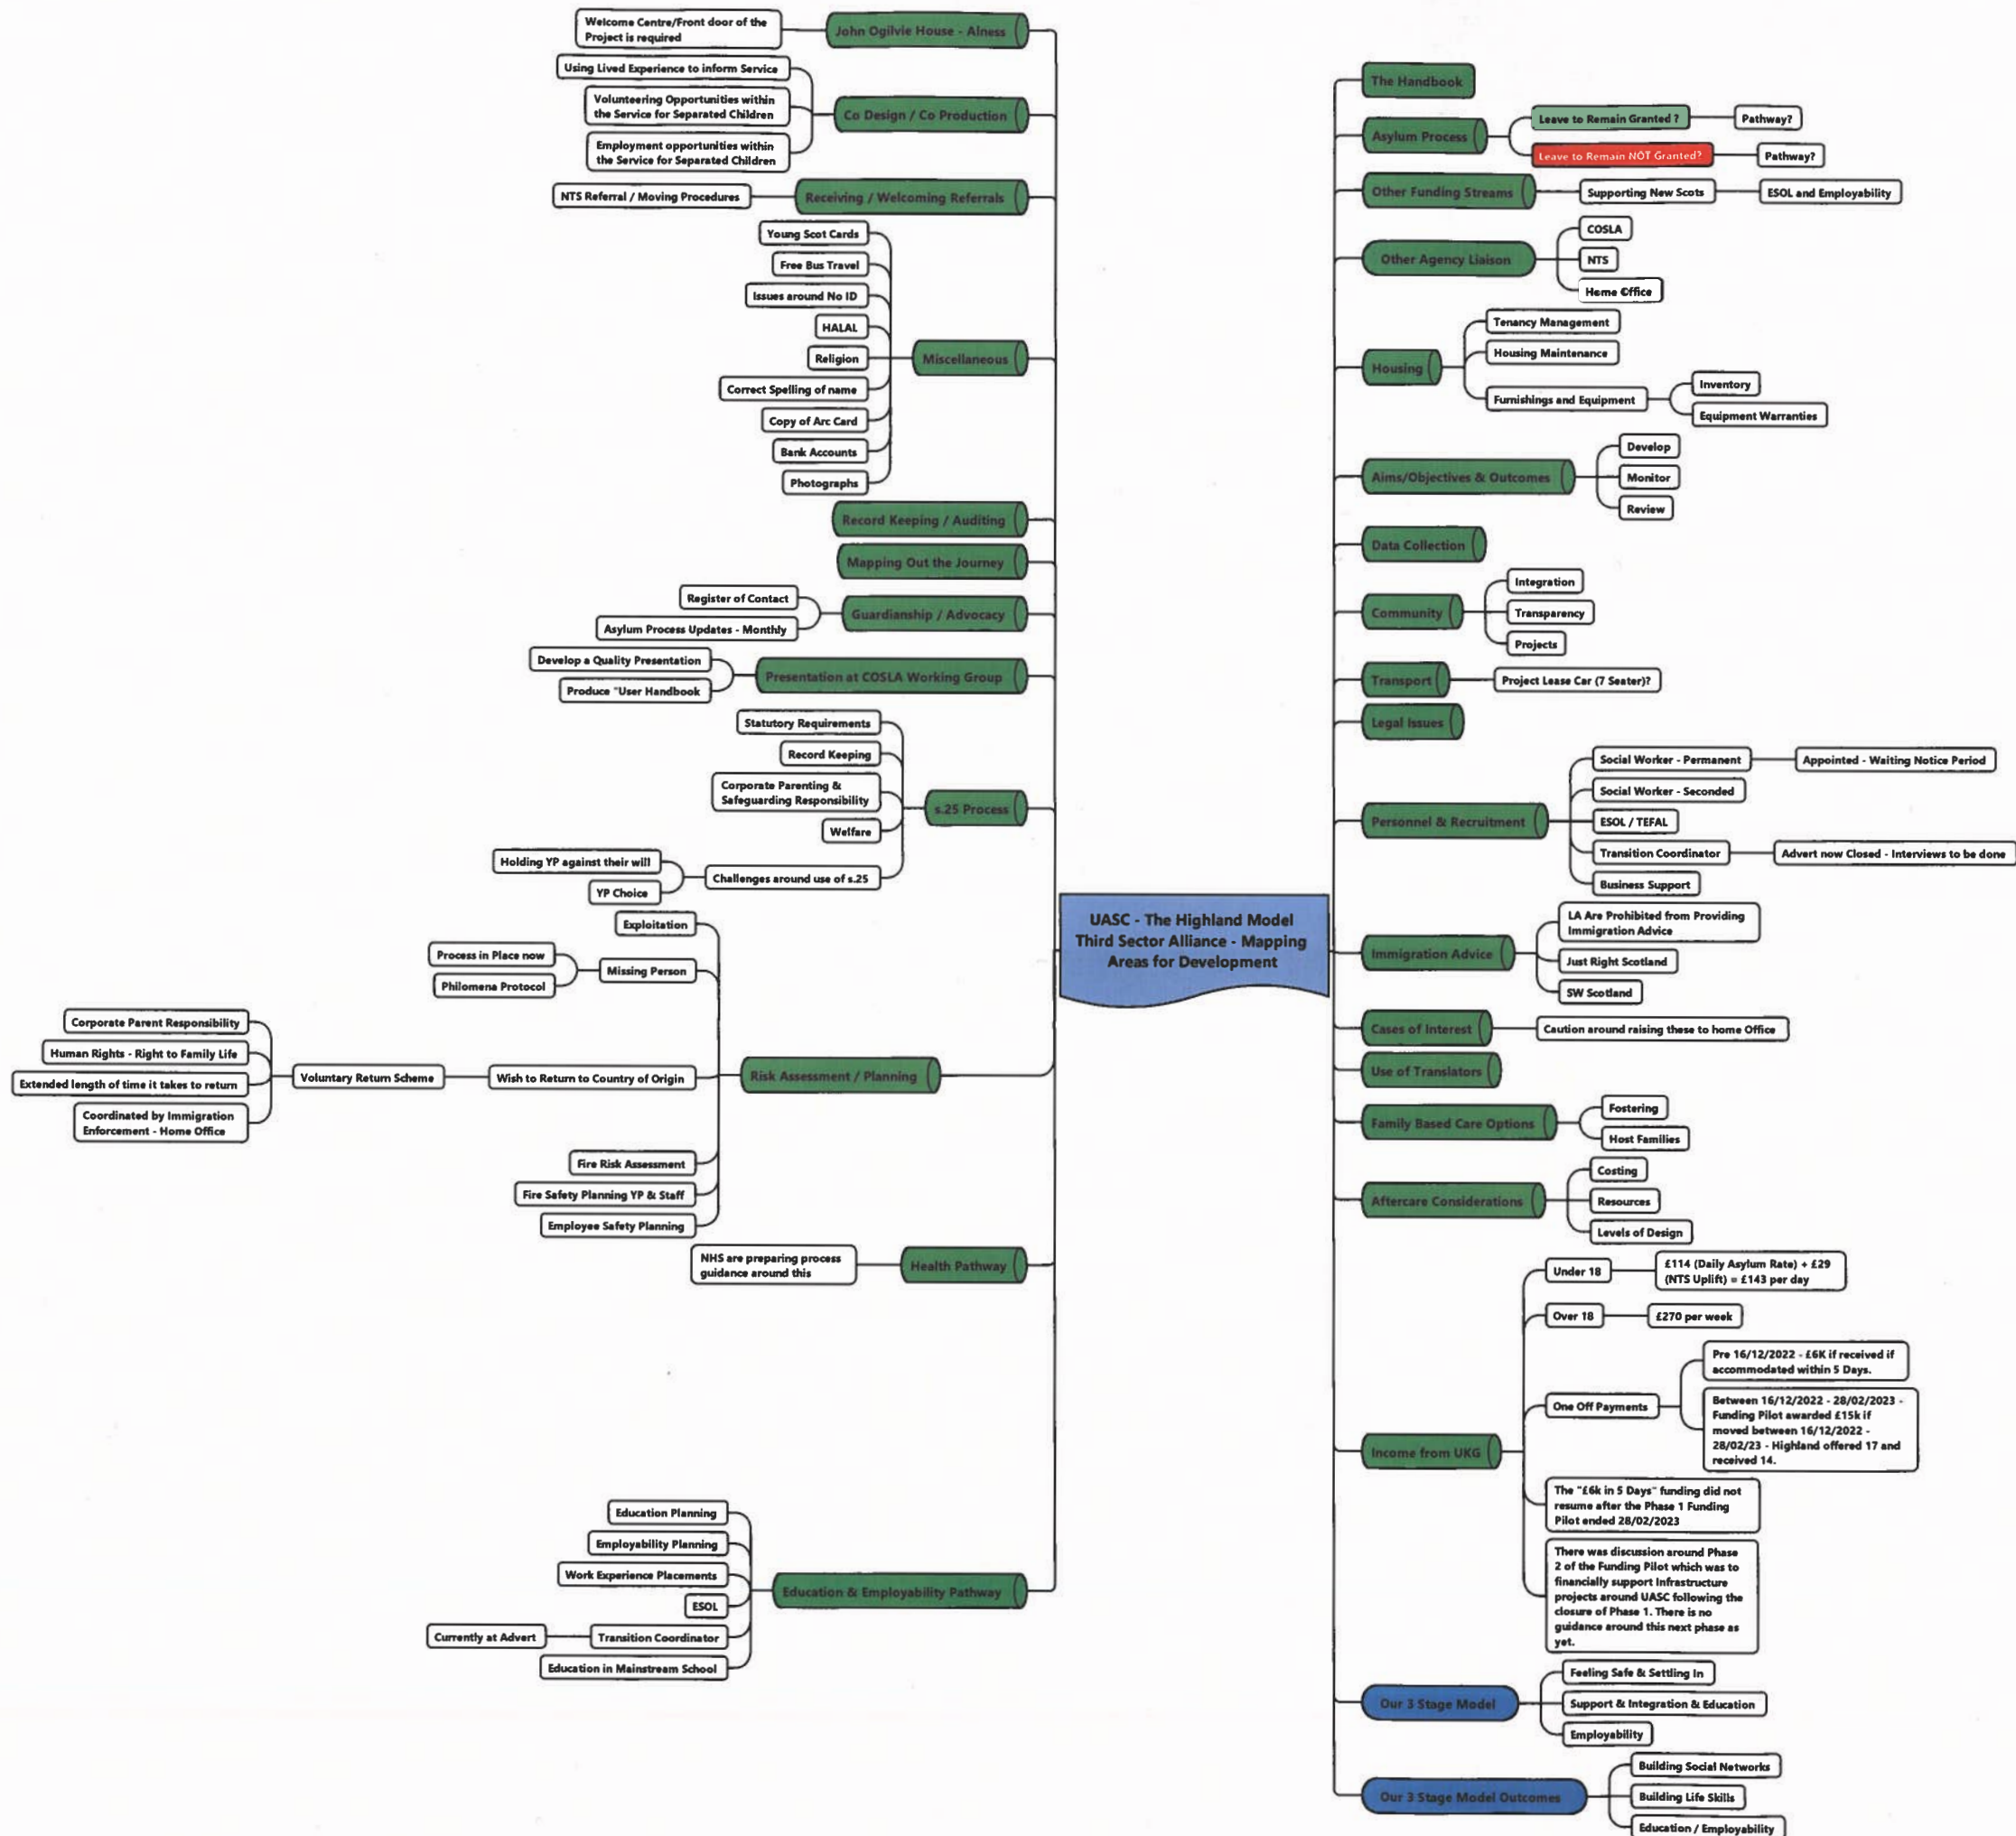 Welcome Centre/Front door of the
Project is required
John Ogilvie House - Alness
Using Lived Experience to inform Service
Volunteering Opportunities within
the Service for Separated Children
Employment opportunities within
the Service for Separated Children
Co Design / Co Production
NTS Referral / Moving Procedures
Receiving / Welcoming Referrals
Young Scot Cards
Free Bus Travel
Issues around No ID
HALAL
Religion
Correct Spelling of name
Copy of Arc Card
Bank Accounts
Photographs
Miscellaneous
Record Keeping / Auditing
Mapping Out the Journey
Register of Contact
Asylum Process Updates - Monthly
Guardianship / Advocacy
Develop a Quality Presentation
Produce "User Handbook
Presentation at COSLA Working Group
Statutory Requirements
Record Keeping
Corporate Parenting &
Safeguarding Responsibility
Welfare
Holding YP against their will
YP Choice
Challenges around use of s.25
s.25 Process
Exploitation
Process in Place now
Philomena Protocol
Missing Person
Corporate Parent Responsibility
Human Rights - Right to Family Life
Extended length of time it takes to return
Coordinated by Immigration
Enforcement - Home Office
Voluntary Return Scheme
Wish to Return to Country of Origin
Fire Risk Assessment
Fire Safety Planning YP & Staff
Employee Safety Planning
Risk Assessment / Planning
NHS are preparing process
guidance around this
Health Pathway
Education Planning
Employability Planning
Work Experience Placements
ESOL
Currently at Advert
Transition Coordinator
Education in Mainstream School
Education & Employability Pathway
UASC - The Highland Model
Third Sector Alliance - Mapping
Areas for Development
The Handbook
Asylum Process
Leave to Remain Granted ?
Pathway?
Leave to Remain NOT Granted?
Pathway?
Other Funding Streams
Supporting New Scots
ESOL and Employability
Other Agency Liaison
COSLA
NTS
Home Office
Housing
Tenancy Management
Housing Maintenance
Furnishings and Equipment
Inventory
Equipment Warranties
Aims/Objectives & Outcomes
Develop
Monitor
Review
Data Collection
Community
Integration
Transparency
Projects
Transport
Project Lease Car (7 Seater)?
Legal Issues
Personnel & Recruitment
Social Worker - Permanent
Appointed - Waiting Notice Period
Social Worker - Seconded
ESOL / TEFAL
Transition Coordinator
Advert now Closed - Interviews to be done
Business Support
Immigration Advice
LA Are Prohibited from Providing
Immigration Advice
Just Right Scotland
SW Scotland
Cases of Interest
Caution around raising these to home Office
Use of Translators
Family Based Care Options
Fostering
Host Families
Aftercare Considerations
Costing
Resources
Levels of Design
Income from UKG
Under 18
£114 (Daily Asylum Rate) + £29
(NTS Uplift) = £143 per day
Over 18
£270 per week
One Off Payments
Pre 16/12/2022 - £6K if received if
accommodated within 5 Days.
Between 16/12/2022 - 28/02/2023 -
Funding Pilot awarded £15k if
moved between 16/12/2022 -
28/02/23 - Highland offered 17 and
received 14.
The "£6k in 5 Days" funding did not
resume after the Phase 1 Funding
Pilot ended 28/02/2023
There was discussion around Phase
2 of the Funding Pilot which was to
financially support Infrastructure
projects around UASC following the
closure of Phase 1. There is no
guidance around this next phase as
yet.
Our 3 Stage Model
Feeling Safe & Settling In
Support & Integration & Education
Employability
Our 3 Stage Model Outcomes
Building Social Networks
Building Life Skills
Education / Employability